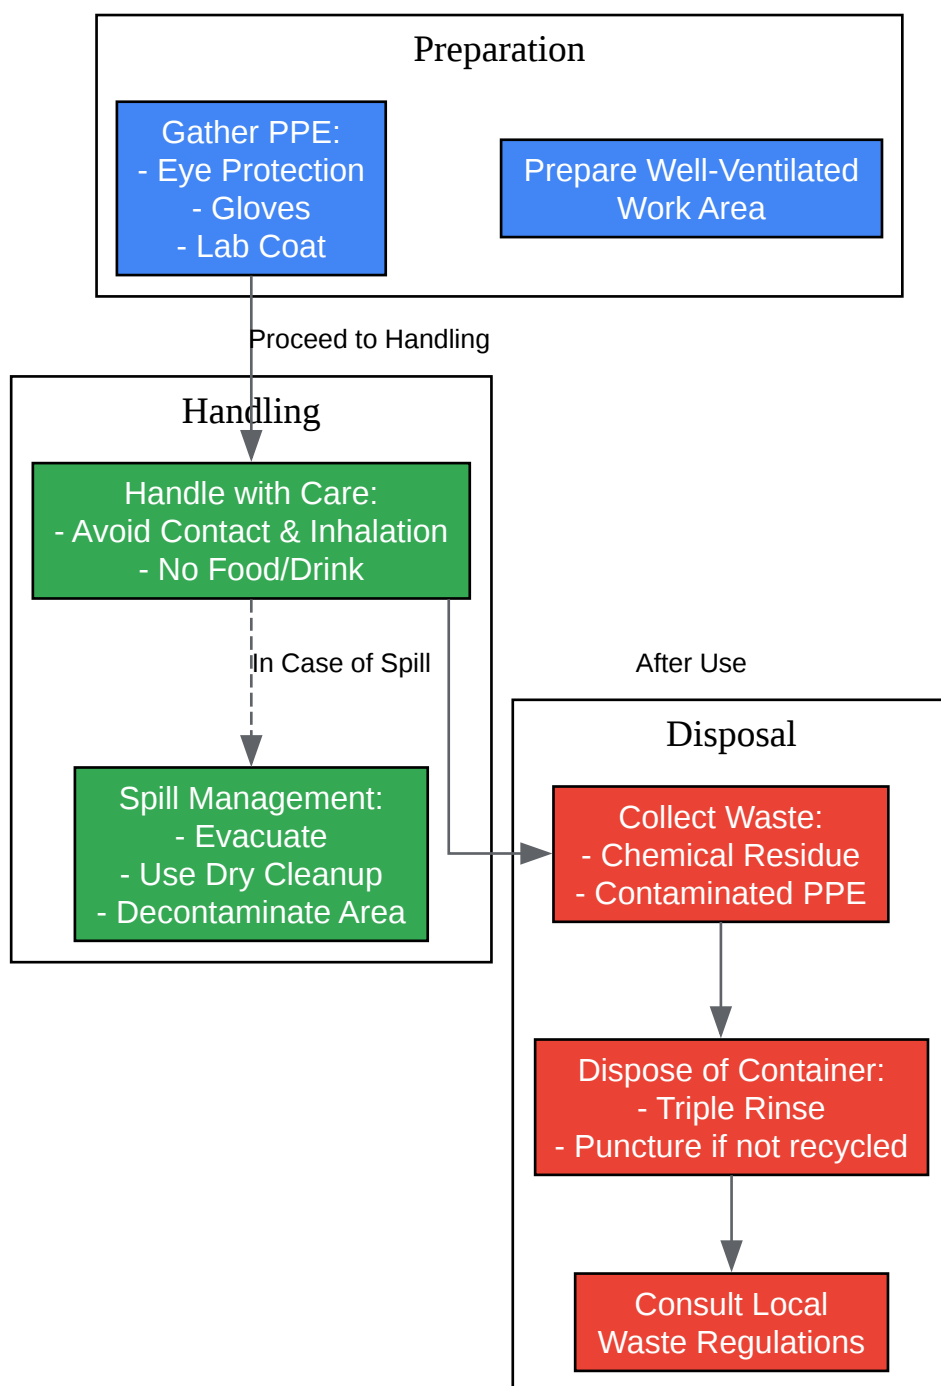 Preparation
Gather PPE:
- Eye Protection
- Gloves
- Lab Coat
Prepare Well-Ventilated
Work Area
Proceed to Handling
Handling
Handle with Care:
- Avoid Contact & Inhalation
- No Food/Drink
In Case of Spill
After Use
Spill Management:
- Evacuate
- Use Dry Cleanup
- Decontaminate Area
Disposal
Collect Waste:
- Chemical Residue
- Contaminated PPE
Dispose of Container:
- Triple Rinse
- Puncture if not recycled
Consult Local
Waste Regulations